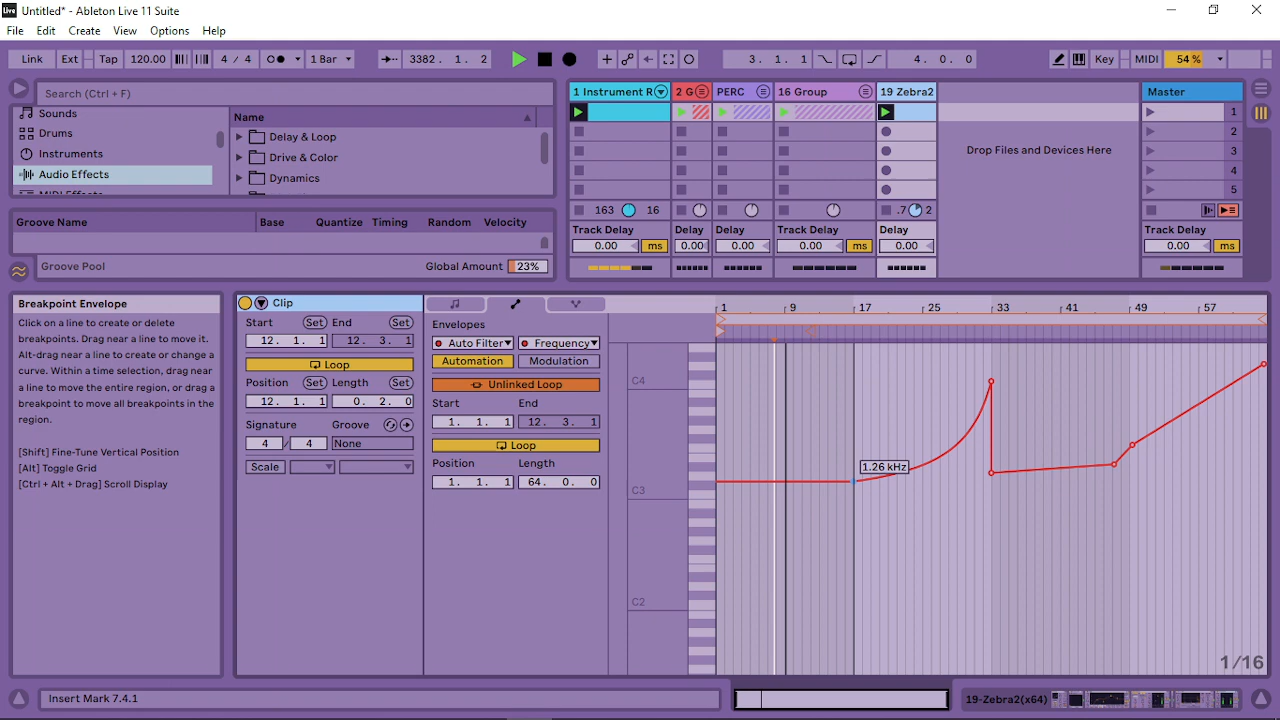 Live Untitled* - Ableton Live 11 Suite
File Edit Create View Options Help
Link Ext Tap 120.00 4 / 4 1 Bar 3382. 1. 2 3. 1. 1 4. 0. 0 Key MIDI 54 %
Search (Ctrl + F)
Sounds
Drums
Instruments
Audio Effects
MIDI Effects
Name
Delay & Loop
Drive & Color
Dynamics
Groove Name Base Quantize Timing Random Velocity
Groove Pool Global Amount 23%
1 Instrument R 2 G PERC 16 Group 19 Zebra2 Master
1
2
Drop Files and Devices Here 3
4
5
163 16 .7 2
Track Delay Delay Delay Track Delay Delay Track Delay
0.00 ms 0.00 0.00 0.00 ms 0.00 0.00 ms
Breakpoint Envelope
Click on a line to create or delete
breakpoints. Drag near a line to move it.
Alt-drag near a line to create or change a
curve. Within a time selection, drag near
a line to move the entire region, or drag a
breakpoint to move all breakpoints in the
region.
[Shift] Fine-Tune Vertical Position
[Alt] Toggle Grid
[Ctrl + Alt + Drag] Scroll Display
Clip
Start Set End Set
12. 1. 1 12. 3. 1
Loop
Position Set Length Set
12. 1. 1 0. 2. 0
Signature Groove
4 / 4 None
Scale
Envelopes
Auto Filter Frequency
Automation Modulation
Unlinked Loop
Start End
1. 1. 1 12. 3. 1
Loop
Position Length
1. 1. 1 64. 0. 0
1 9 17 25 33 41 49 57
C4
1.26 kHz
C3
C2
1/16
Insert Mark 7.4.1
19-Zebra2(x64)